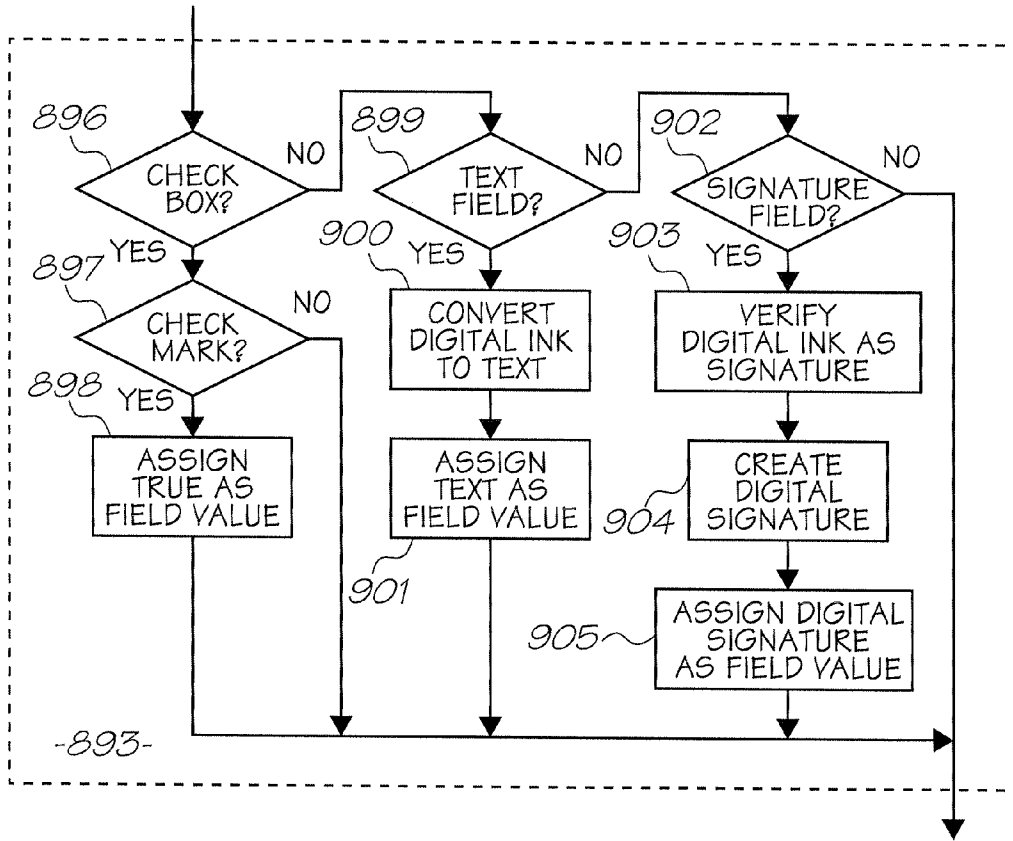 896
CHECK
BOX?
NO
YES
897
CHECK
MARK?
NO
YES
898
ASSIGN
TRUE AS
FIELD VALUE
899
TEXT
FIELD?
NO
YES
900
CONVERT
DIGITAL INK
TO TEXT
ASSIGN
TEXT AS
FIELD VALUE
901
902
SIGNATURE
FIELD?
NO
YES
903
VERIFY
DIGITAL INK AS
SIGNATURE
CREATE
DIGITAL
SIGNATURE
904
905
ASSIGN DIGITAL
SIGNATURE
AS FIELD VALUE
-893-